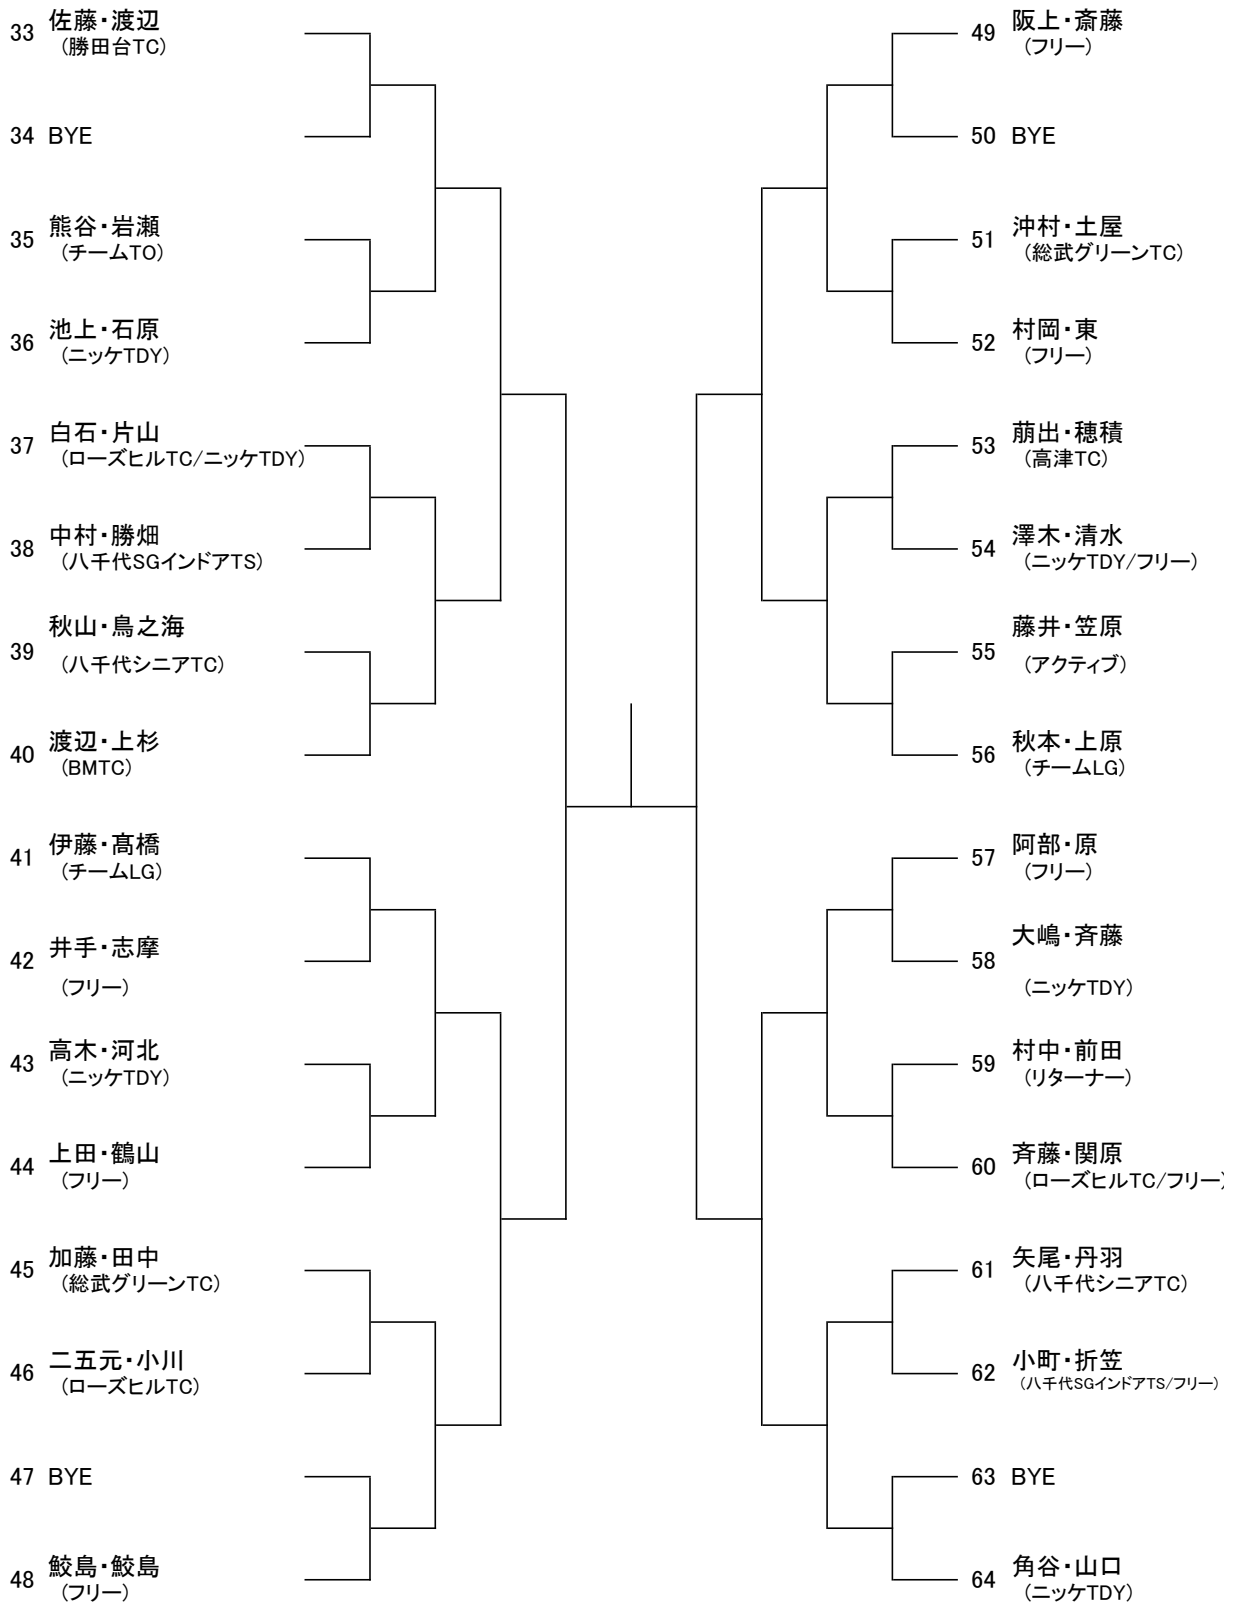 33 佐藤・渡辺
(勝田台TC)
34 BYE
35 熊谷・岩瀬
(チームTO)
36 池上・石原
(ニッケTDY)
37 白石・片山
(ローズヒルTC/ニッケTDY)
38 中村・勝畑
(八千代SGインドアTS)
39 秋山・鳥之海
(八千代シニアTC)
40 渡辺・上杉
(BMTC)
41 伊藤・髙橋
(チームLG)
42 井手・志摩
(フリー)
43 高木・河北
(ニッケTDY)
44 上田・鶴山
(フリー)
45 加藤・田中
(総武グリーンTC)
46 二五元・小川
(ローズヒルTC)
47 BYE
48 鮫島・鮫島
(フリー)
49 阪上・斎藤
(フリー)
50 BYE
51 沖村・土屋
(総武グリーンTC)
52 村岡・東
(フリー)
53 萠出・穂積
(高津TC)
54 澤木・清水
(ニッケTDY/フリー)
55 藤井・笠原
(アクティブ)
56 秋本・上原
(チームLG)
57 阿部・原
(フリー)
58 大嶋・斉藤
(ニッケTDY)
59 村中・前田
(リターナー)
60 斉藤・関原
(ローズヒルTC/フリー)
61 矢尾・丹羽
(八千代シニアTC)
62 小町・折笠
(八千代SGインドアTS/フリー)
63 BYE
64 角谷・山口
(ニッケTDY)